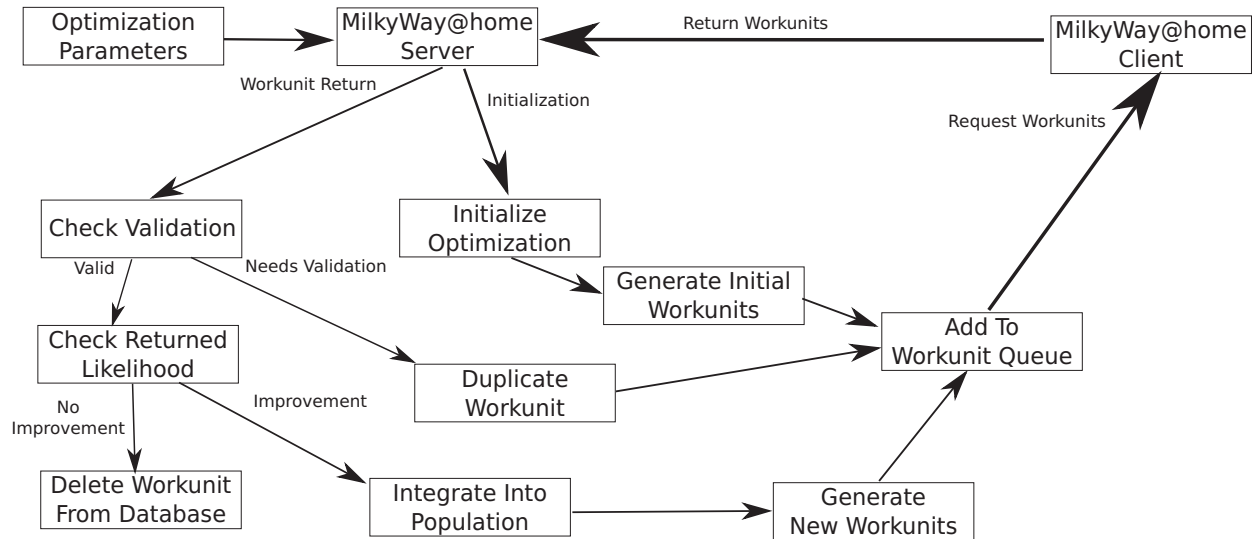 Optimization
Parameters
MilkyWay@home
Server
Return Workunits
MilkyWay@home
Client
Workunit Return
Initialization
Request Workunits
Check Validation
Initialize
Optimization
Valid
Needs Validation
Generate Initial
Workunits
Check Returned
Likelihood
Add To
Workunit Queue
Duplicate
Workunit
No
Improvement
Improvement
Delete Workunit
From Database
Integrate Into
Population
Generate
New Workunits